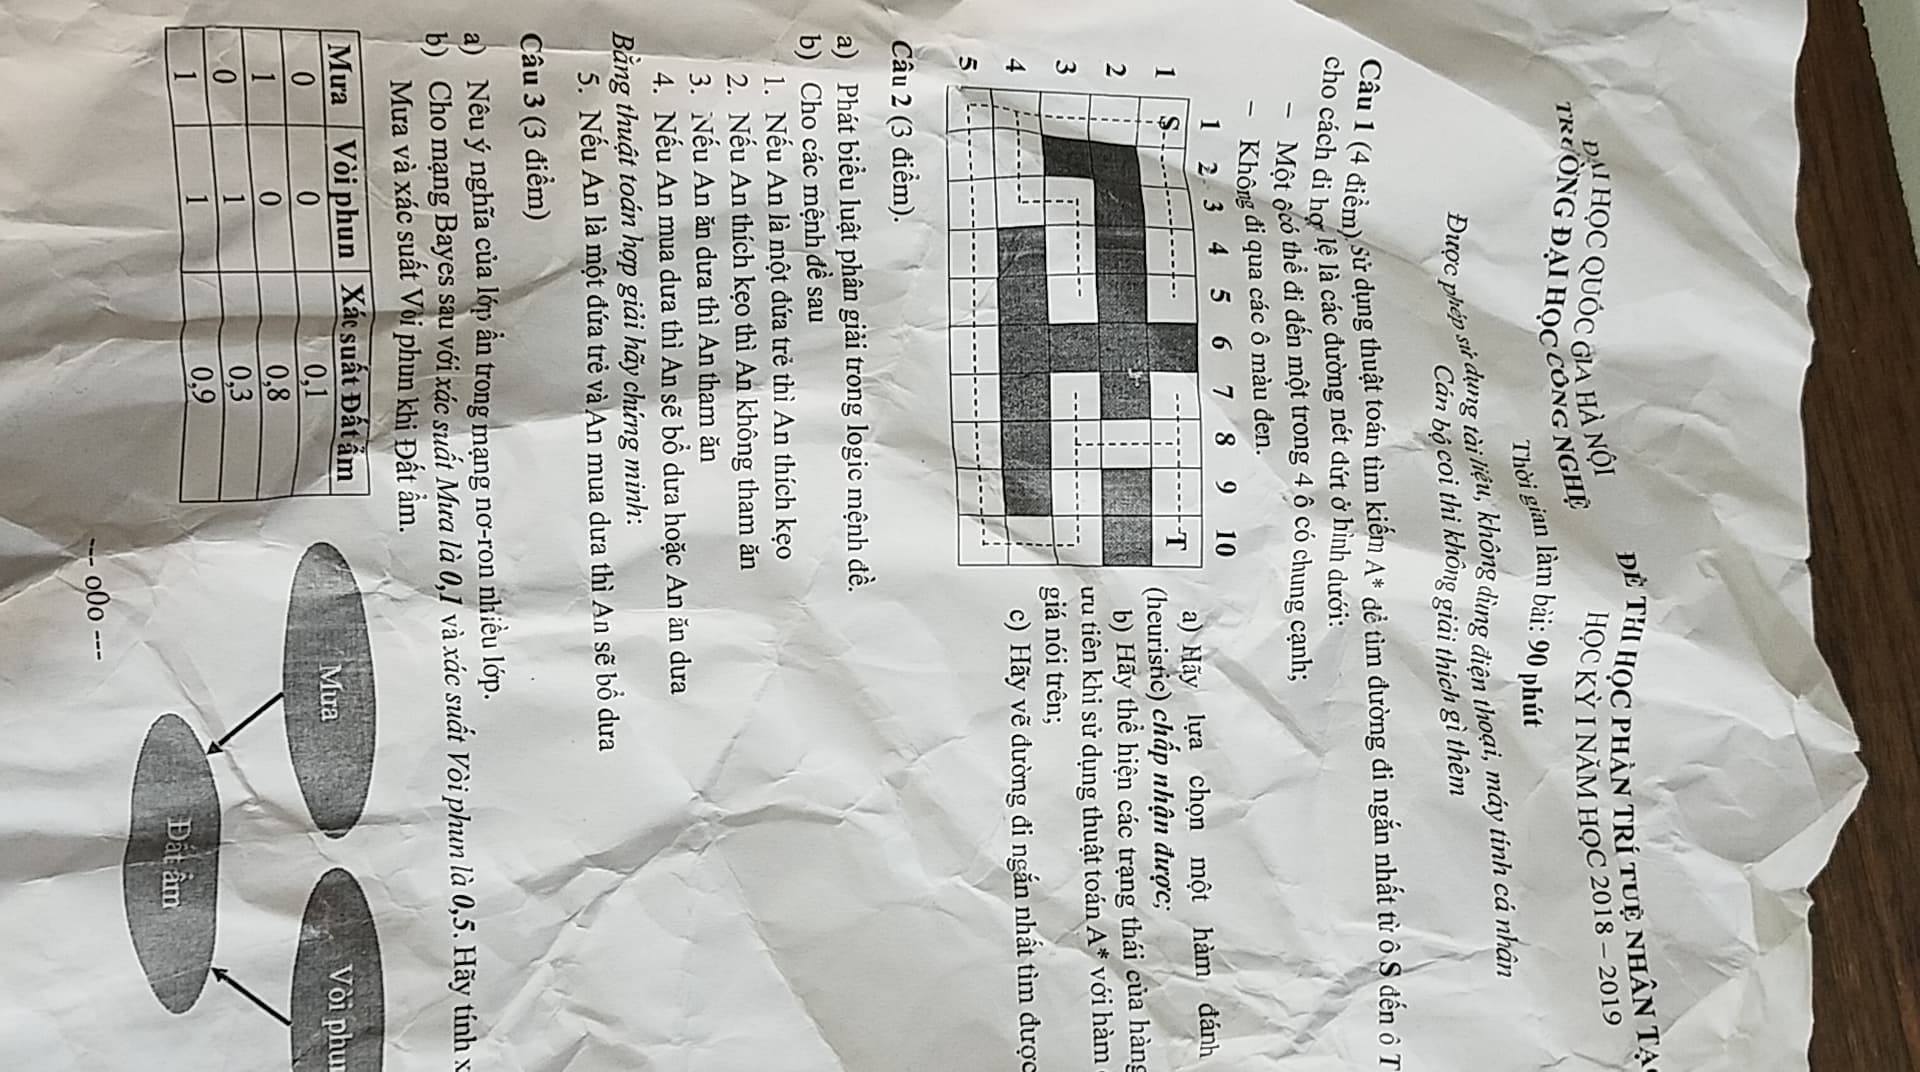 ĐẠI HỌC QUỐC GIA HÀ NỘI
TRƯỜNG ĐẠI HỌC CÔNG NGHỆ
ĐỀ THI HỌC PHẦN TRÍ TUỆ NHÂN TẠO
HỌC KỲ I NĂM HỌC 2018 – 2019
Thời gian làm bài: 90 phút
Được phép sử dụng tài liệu, không dùng điện thoại, máy tính cá nhân
Cán bộ coi thi không giải thích gì thêm
Câu 1 (4 điểm). Sử dụng thuật toán tìm kiếm A* để tìm đường đi ngắn nhất từ ô S đến ô T
cho cách đi hợp lệ là các đường nét đứt ở hình dưới:
– Một ô có thể đi đến một trong 4 ô có chung cạnh;
– Không đi qua các ô màu đen.
1 2 3 4 5 6 7 8 9 10
1 S T
2
3
4
5
a) Hãy lựa chọn một hàm đánh
(heuristic) chấp nhận được;
b) Hãy thể hiện các trạng thái của hàng
ưu tiên khi sử dụng thuật toán A* với hàm
giá nói trên;
c) Hãy vẽ đường đi ngắn nhất tìm được
Câu 2 (3 điểm).
a) Phát biểu luật phân giải trong logic mệnh đề.
b) Cho các mệnh đề sau
1. Nếu An là một đứa trẻ thì An thích kẹo
2. Nếu An thích kẹo thì An không tham ăn
3. Nếu An ăn dưa thì An tham ăn
4. Nếu An mua dưa thì An sẽ bổ dưa hoặc An ăn dưa
Bằng thuật toán hợp giải hãy chứng minh:
5. Nếu An là một đứa trẻ và An mua dưa thì An sẽ bổ dưa
Câu 3 (3 điểm)
a) Nêu ý nghĩa của lớp ẩn trong mạng nơ-ron nhiều lớp.
b) Cho mạng Bayes sau với xác suất Mưa là 0,1 và xác suất Vòi phun là 0,5. Hãy tính x
Mưa và xác suất Vòi phun khi Đất ẩm.
Mưa Vòi phun Xác suất Đất ẩm
0 0 0,1
1 0 0,8
0 1 0,3
1 1 0,9
Mưa
Vòi phun
Đất ẩm
--- o0o ---